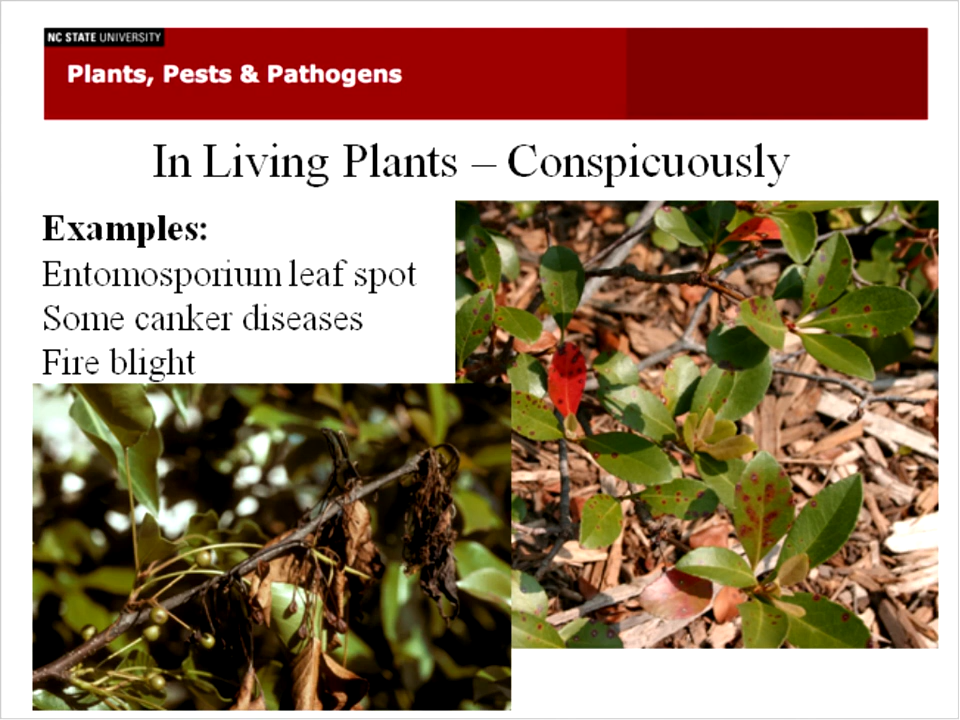 NC STATE UNIVERSITY
Plants, Pests & Pathogens
In Living Plants – Conspicuously
Examples:
Entomosporium leaf spot
Some canker diseases
Fire blight